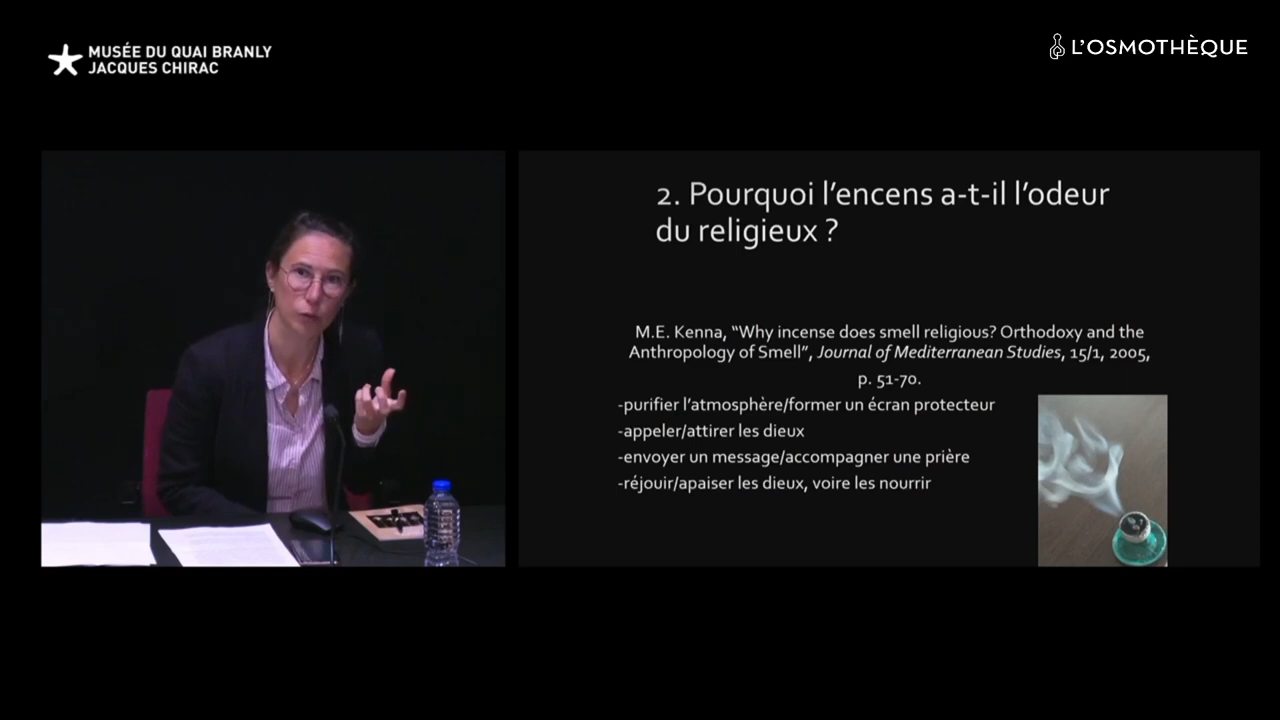 MUSÉE DU QUAI BRANLY
JACQUES CHIRAC
L'OSMOTHÈQUE
2. Pourquoi l'encens a-t-il l'odeur
du religieux ?
M.E. Kenna, “Why incense does smell religious? Orthodoxy and the
Anthropology of Smell”, Journal of Mediterranean Studies, 15/1, 2005,
p. 51-70.
-purifier l'atmosphère/former un écran protecteur
-appeler/attirer les dieux
-envoyer un message/accompagner une prière
-réjouir/apaiser les dieux, voire les nourrir